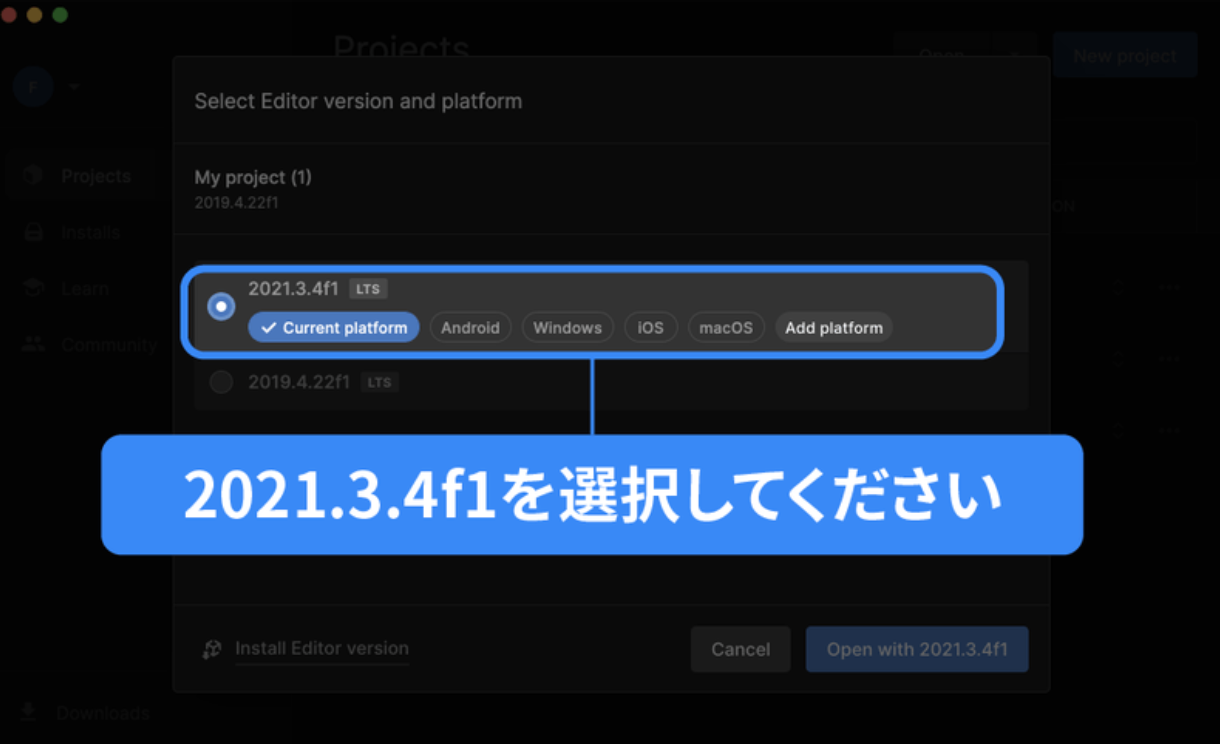 Projects
Open
New project
F
Select Editor version and platform
My project (1)
2019.4.22f1
Projects
Installs
Learn
Community
ON
2021.3.4f1 LTS
Current platform Android Windows iOS macOS Add platform
2019.4.22f1 LTS
2021.3.4f1を選択してください
Install Editor version
Cancel
Open with 2021.3.4f1
Downloads